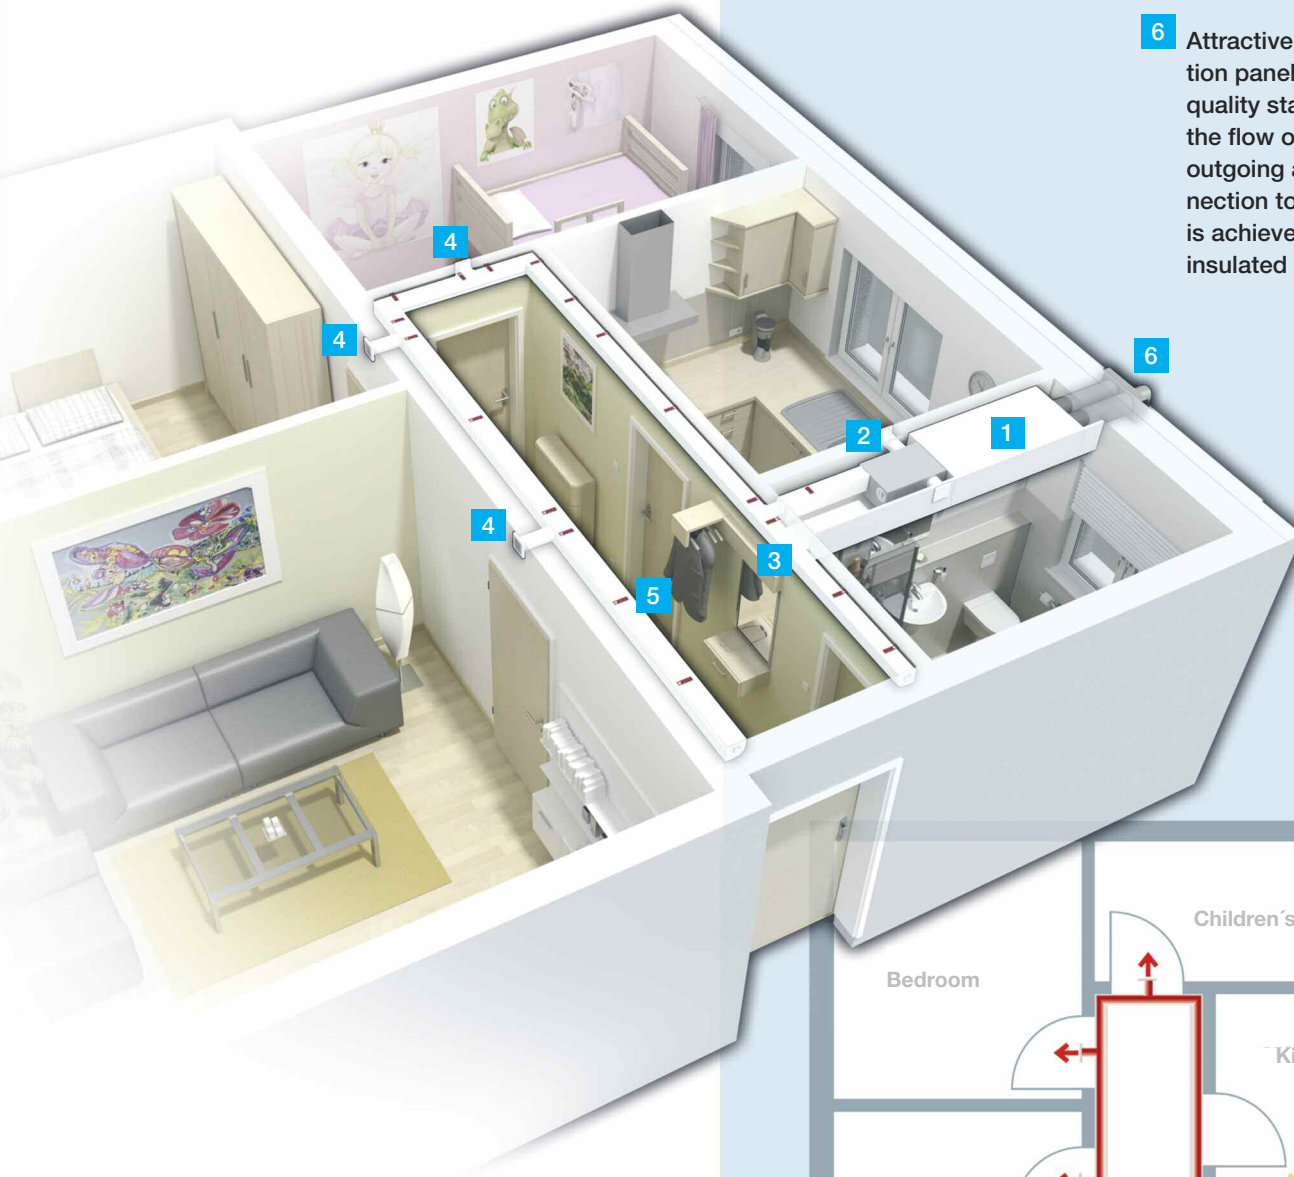 6
Attractive
tion panel
quality sta
the flow o
outgoing a
nection to
is achieve
insulated
4
4
6
2
1
4
3
5
Children´s
Bedroom
Ki